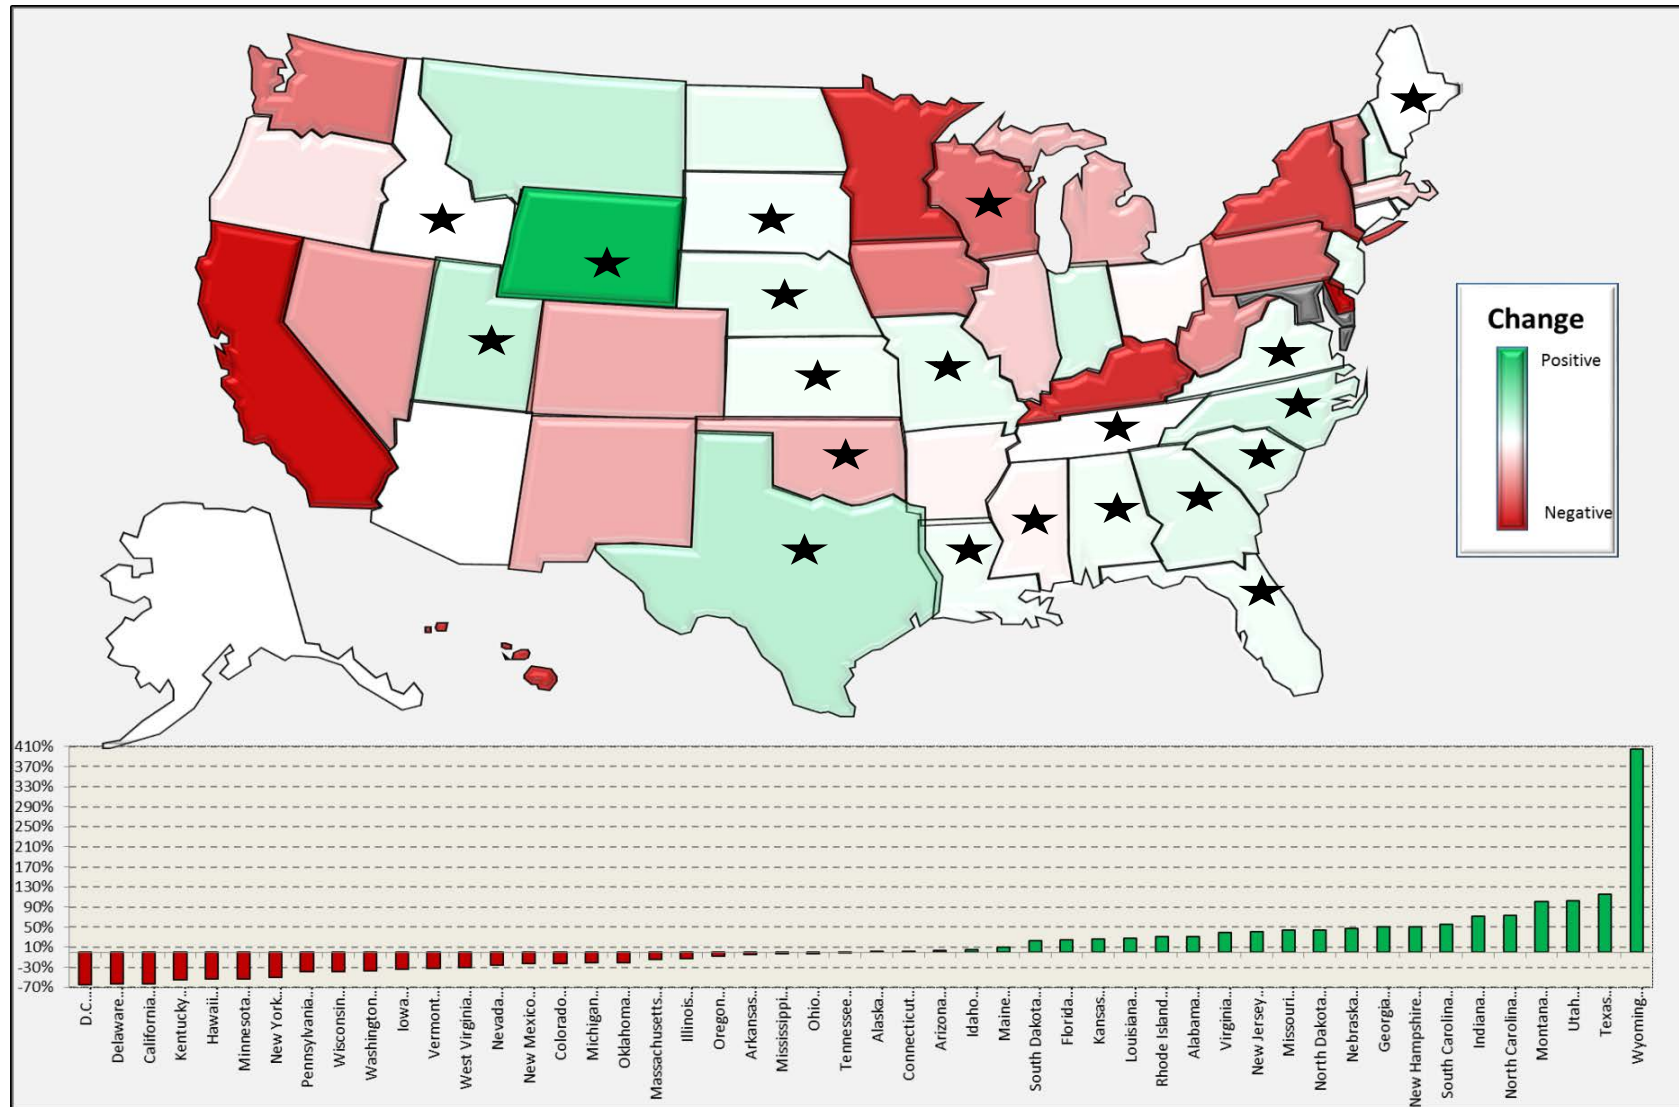 Change
Positive
Negative
410%
370%
330%
290%
250%
210%
170%
130%
90%
50%
10%
-30%
-70%
D.C...
Delaware...
California...
Kentucky...
Hawaii...
Minnesota...
New York...
Pennsylvania...
Wisconsin...
Washington...
Iowa...
Vermont...
West Virginia...
Nevada...
New Mexico...
Colorado...
Michigan...
Oklahoma...
Massachusetts...
Illinois...
Oregon...
Arkansas...
Mississippi...
Ohio...
Tennessee...
Alaska...
Connecticut...
Arizona...
Idaho...
Maine...
South Dakota...
Florida...
Kansas...
Louisiana...
Rhode Island...
Alabama...
Virginia...
New Jersey...
Missouri...
North Dakota...
Nebraska...
Georgia...
New Hampshire...
South Carolina...
Indiana...
North Carolina...
Montana...
Utah...
Texas...
Wyoming...